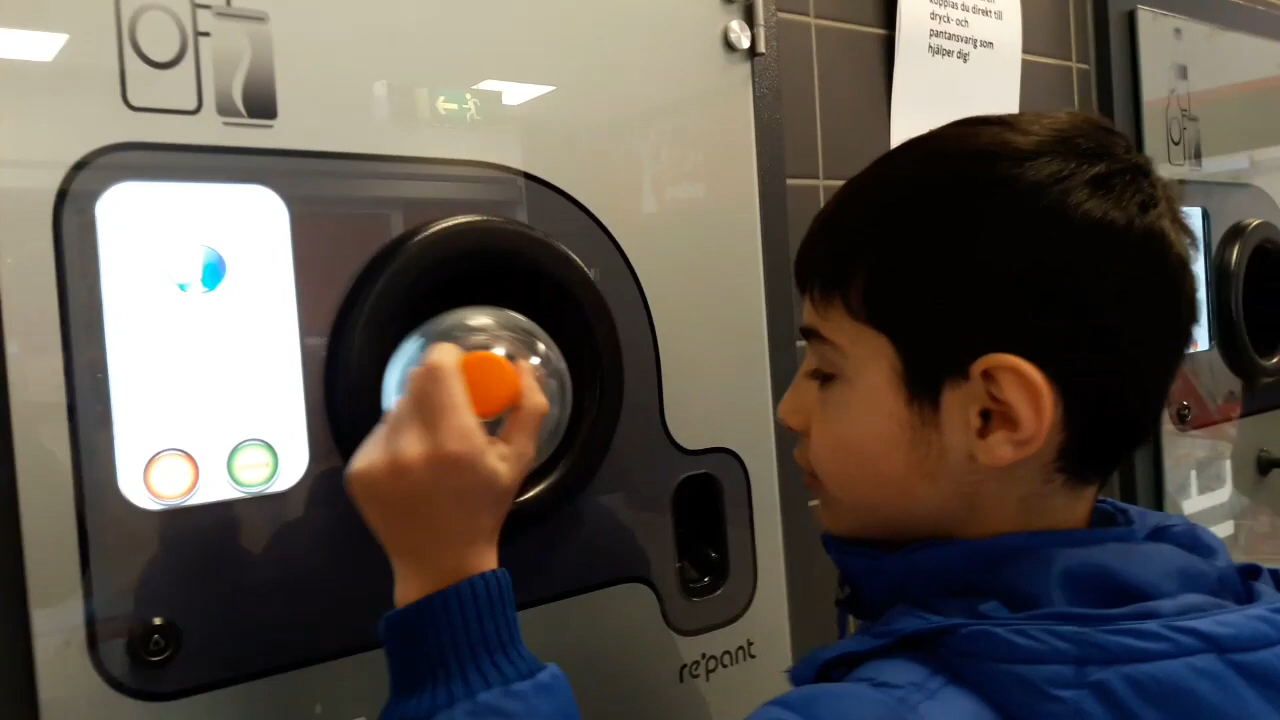 kopplas du direkt till
dryck- och
pantansvarig som
hjälper dig!
re'pant